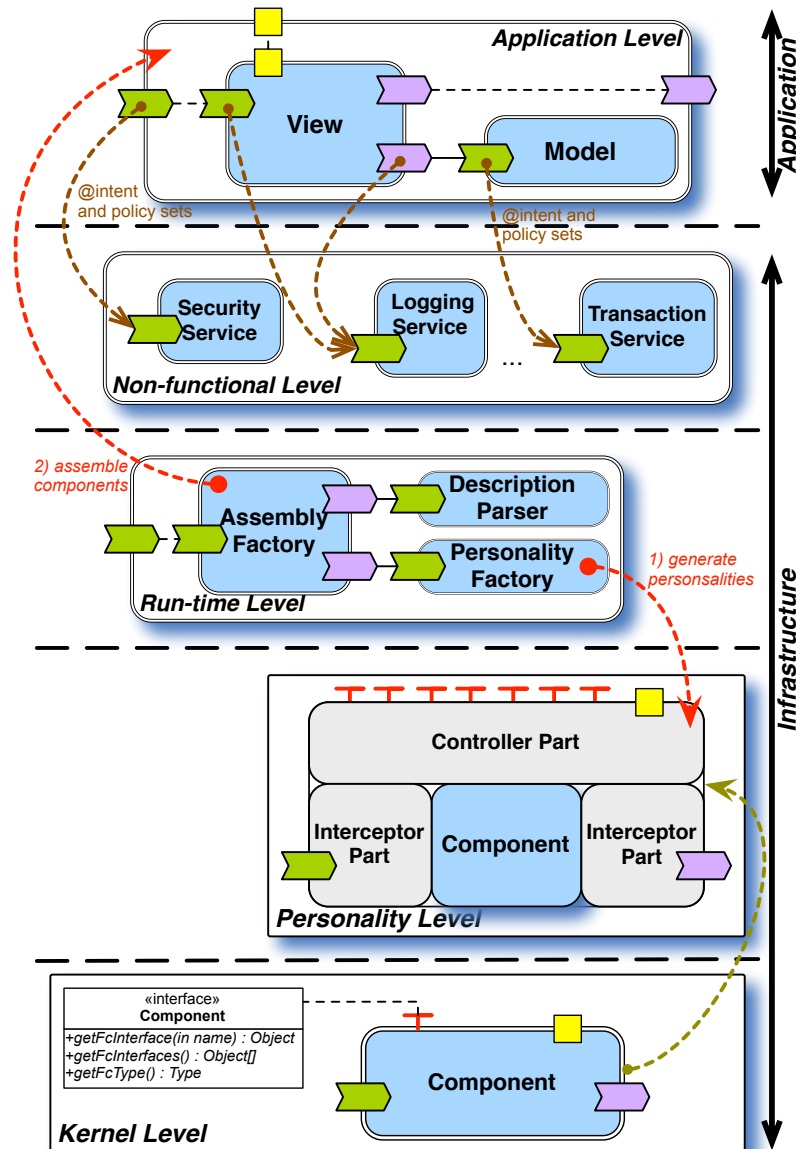 Application Level
View
Model
Application
@intent
and policy sets
@intent and
policy sets
Security
Service
Logging
Service
Transaction
Service
...
Non-functional Level
2) assemble
components
Assembly
Factory
Description
Parser
Personality
Factory
1) generate
personsalities
Run-time Level
Infrastructure
Controller Part
Interceptor
Part
Component
Interceptor
Part
Personality Level
«interface»
Component
+getFcInterface(in name) : Object
+getFcInterfaces() : Object[]
+getFcType() : Type
Component
Kernel Level